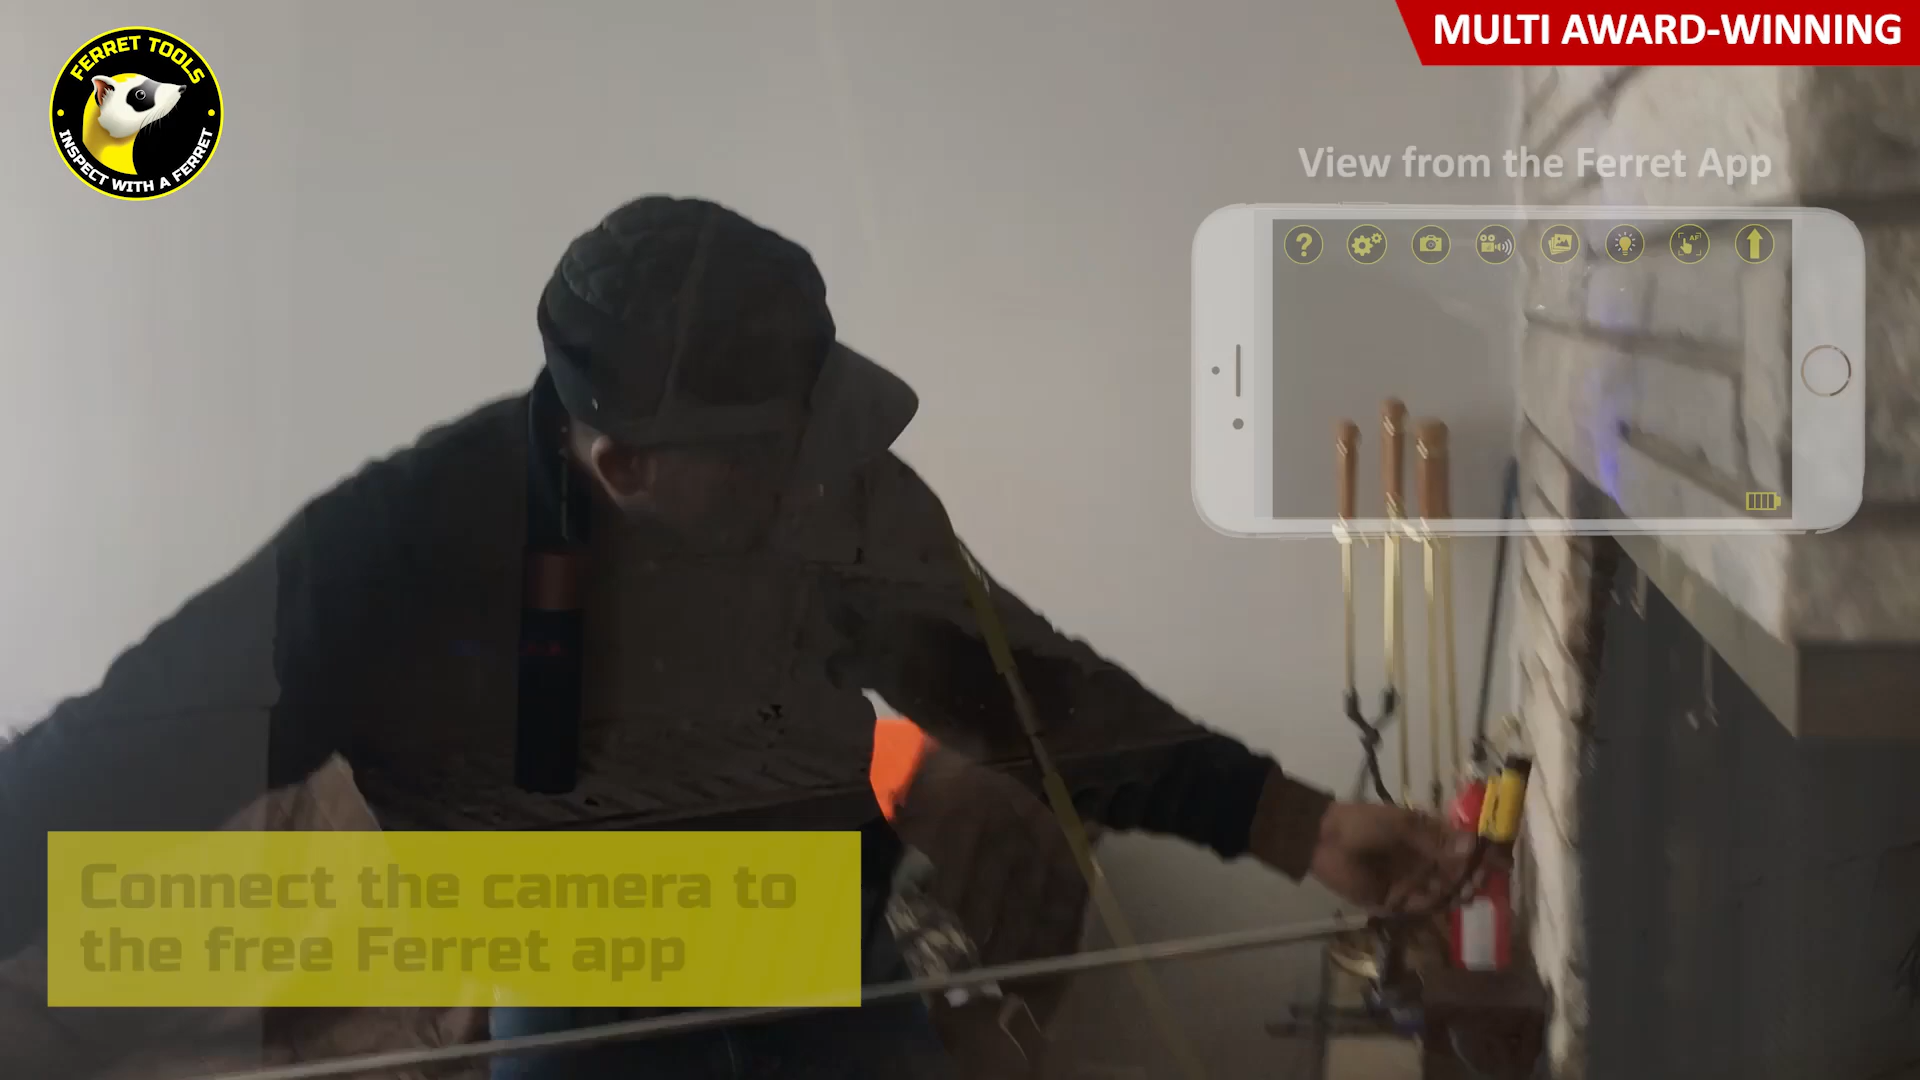 FERRET TOOLS
INSPECT WITH A FERRET
MULTI AWARD-WINNING
View from the Ferret App
?
AF
Connect the camera to
the free Ferret app